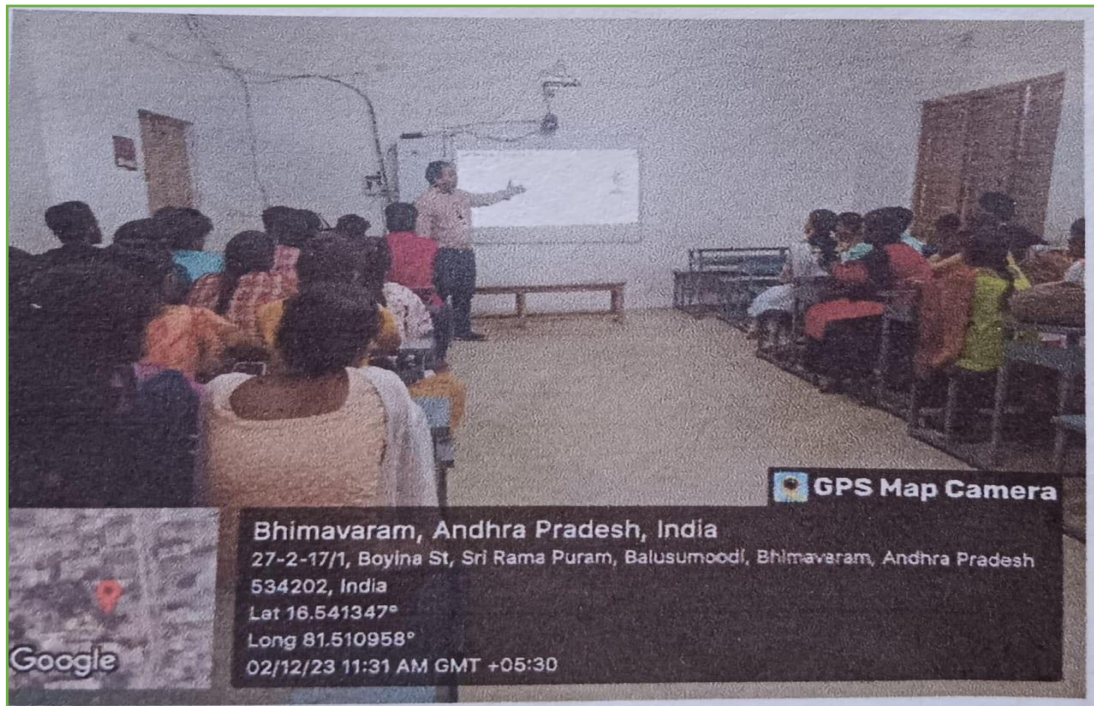 GPS Map Camera
Bhimavaram, Andhra Pradesh, India
27-2-17/1, Boyina St, Sri Rama Puram, Balusumoodi, Bhimavaram, Andhra Pradesh
534202, India
Lat 16.541347°
Long 81.510958°
02/12/23 11:31 AM GMT +05:30
Google